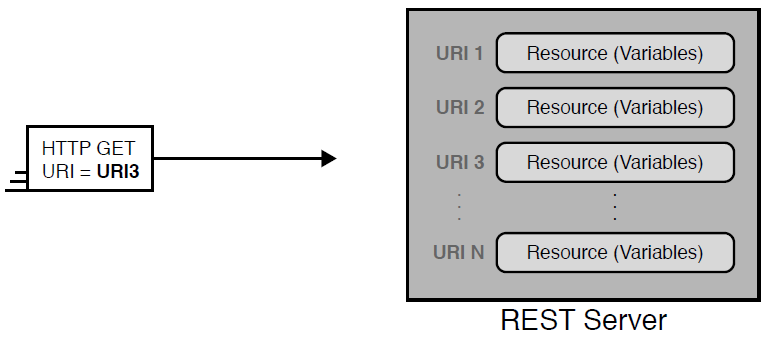 HTTP GET
URI = URI3
URI 1 Resource (Variables)
URI 2 Resource (Variables)
URI 3 Resource (Variables)
URI N Resource (Variables)
REST Server